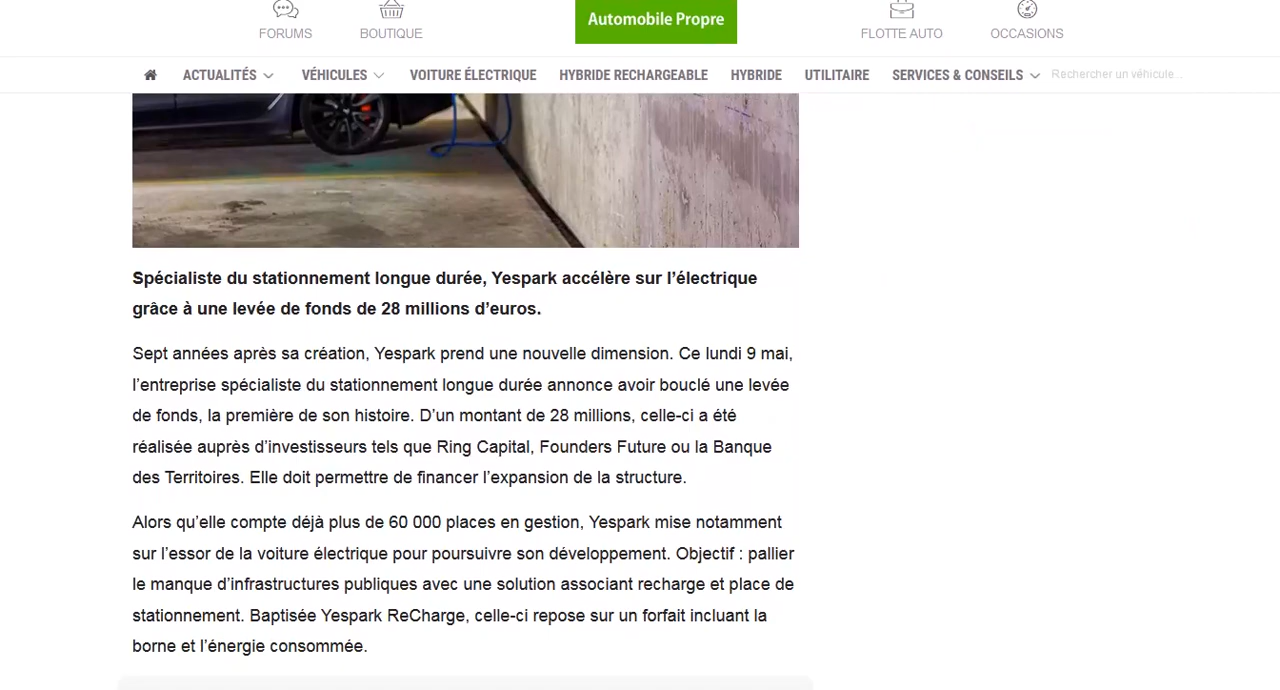 FORUMS
BOUTIQUE
Automobile Propre
FLOTTE AUTO
OCCASIONS
ACTUALITÉS
VÉHICULES
VOITURE ÉLECTRIQUE
HYBRIDE RECHARGEABLE
HYBRIDE
UTILITAIRE
SERVICES & CONSEILS
Rechercher un véhicule...
Spécialiste du stationnement longue durée, Yespark accélère sur l’électrique
grâce à une levée de fonds de 28 millions d’euros.
Sept années après sa création, Yespark prend une nouvelle dimension. Ce lundi 9 mai,
l’entreprise spécialiste du stationnement longue durée annonce avoir bouclé une levée
de fonds, la première de son histoire. D’un montant de 28 millions, celle-ci a été
réalisée auprès d’investisseurs tels que Ring Capital, Founders Future ou la Banque
des Territoires. Elle doit permettre de financer l’expansion de la structure.
Alors qu’elle compte déjà plus de 60 000 places en gestion, Yespark mise notamment
sur l’essor de la voiture électrique pour poursuivre son développement. Objectif : pallier
le manque d’infrastructures publiques avec une solution associant recharge et place de
stationnement. Baptisée Yespark ReCharge, celle-ci repose sur un forfait incluant la
borne et l’énergie consommée.